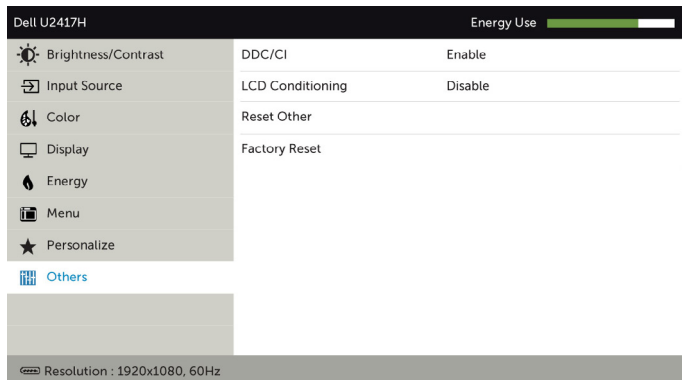 Dell U2417H Energy Use
Brightness/Contrast DDC/CI Enable
Input Source LCD Conditioning Disable
Color Reset Other
Display Factory Reset
Energy
Menu
Personalize
Others
Resolution : 1920x1080, 60Hz